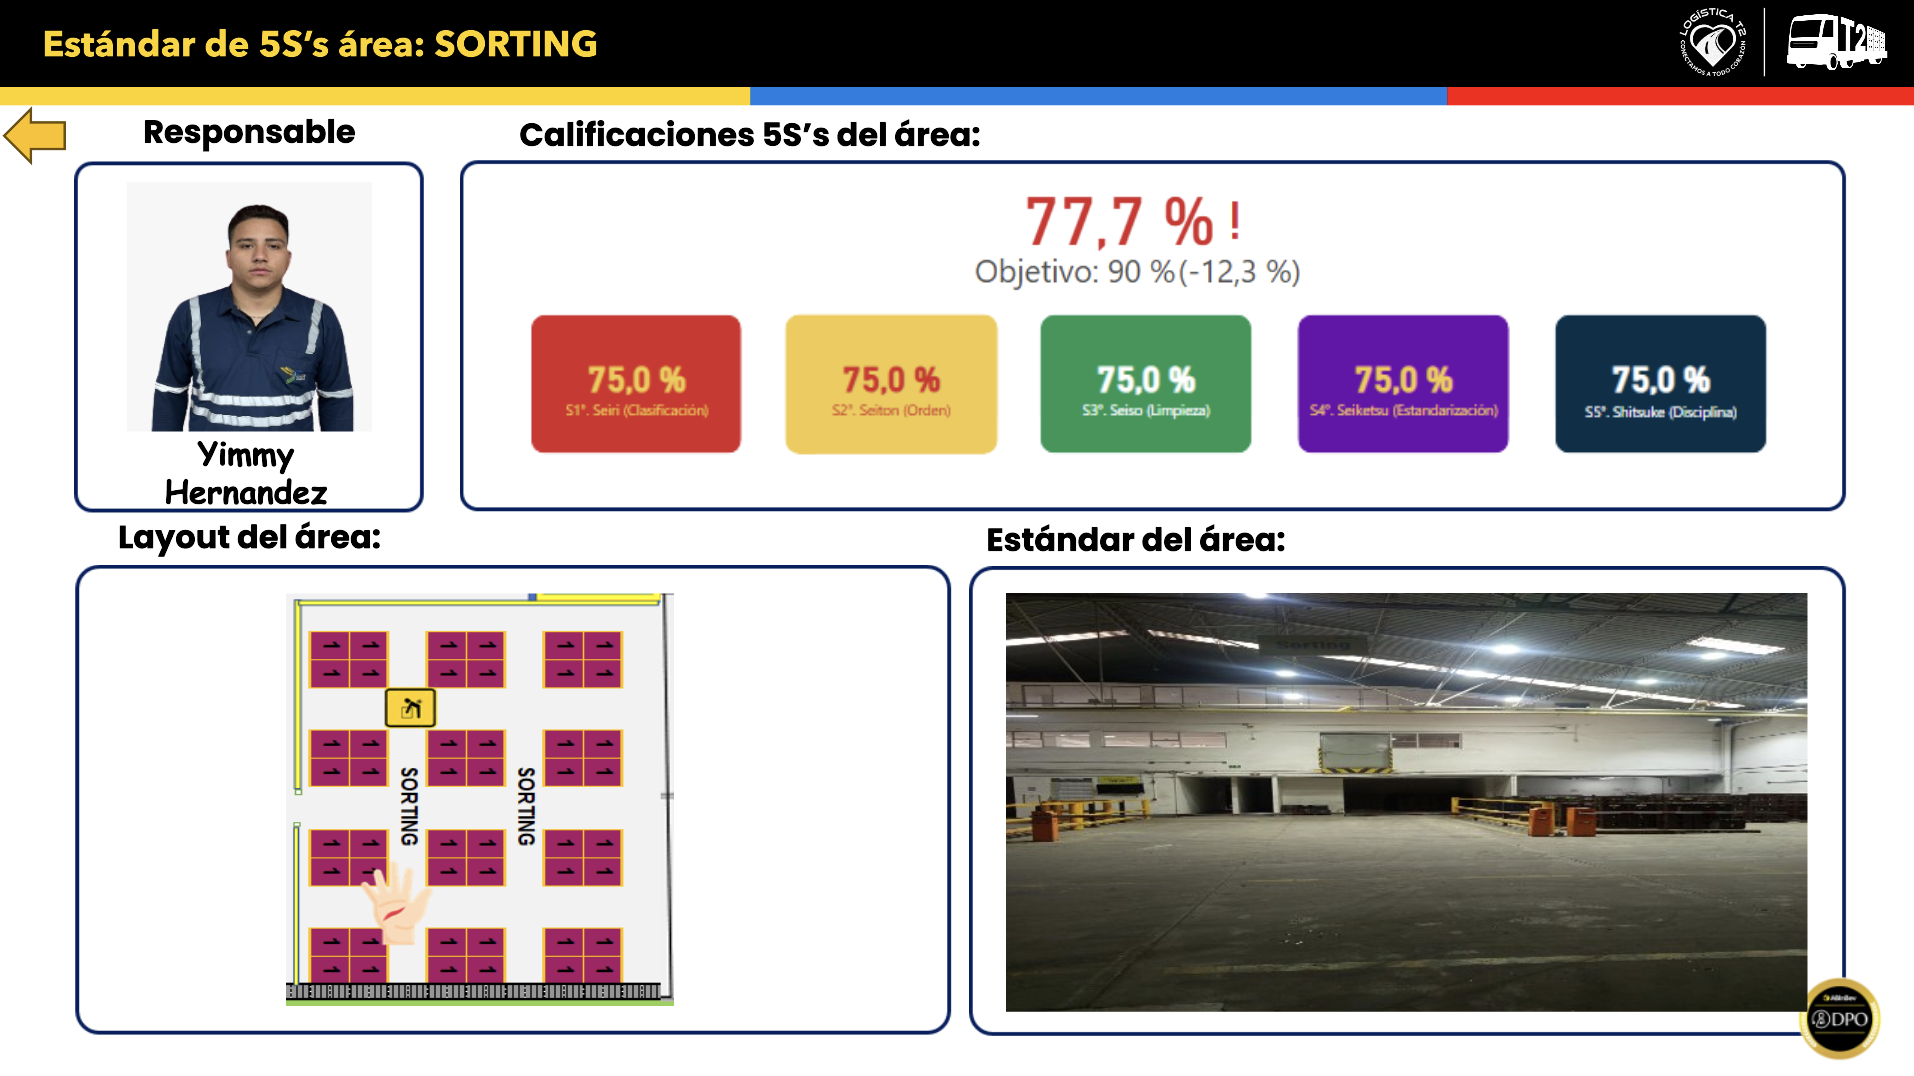 Estándar de 5S’s área: SORTING
LOGÍSTICA T2
CONECTAMOS A TODO CORAZÓN
T2
Responsable
Calificaciones 5S’s del área:
77,7 % !
Objetivo: 90 %(-12,3 %)
75,0 %
S1°. Seiri (Clasificación)
75,0 %
S2°. Seiton (Orden)
75,0 %
S3°. Seiso (Limpieza)
75,0 %
S4°. Seiketsu (Estandarización)
75,0 %
S5°. Shitsuke (Disciplina)
Yimmy
Hernandez
Layout del área:
Estándar del área:
SORTING
SORTING
Sorting
ABInBev
DPO